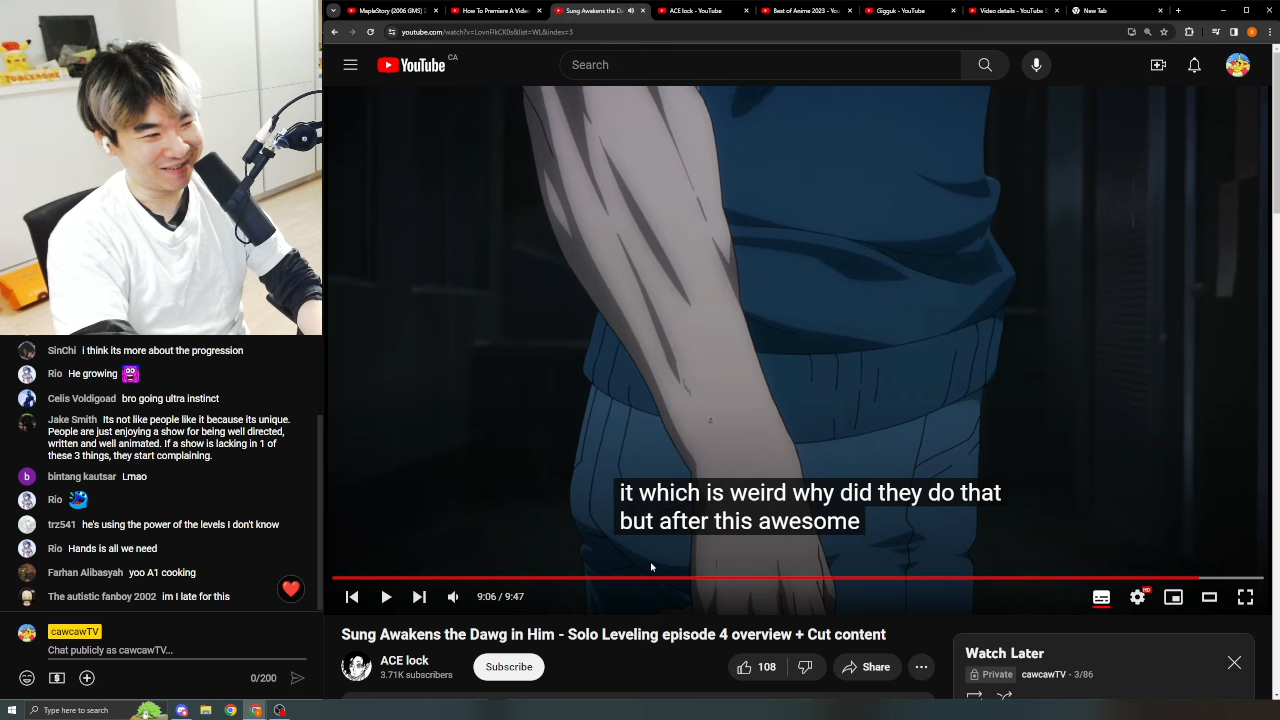 MapleStory (2006 GMS) 2
How To Premiere A Video
Sung Awakens the Da
ACE lock - YouTube
Best of Anime 2023 - You
Gigguk - YouTube
Video details - YouTube S
New Tab
youtube.com/watch?v=LovnFlkCK0s&list=WL&index=3
YouTube CA
Search
TOBLERONE
it which is weird why did they do that
but after this awesome
9:06 / 9:47
HD
Sung Awakens the Dawg in Him - Solo Leveling episode 4 overview + Cut content
ACE lock
3.71K subscribers
Subscribe
108
Share
Watch Later
Private cawcawTV - 3/86
SinChi i think its more about the progression
Rio He growing
Celis Voldigoad bro going ultra instinct
Jake Smith Its not like people like it because its unique.
People are just enjoying a show for being well directed,
written and well animated. If a show is lacking in 1 of
these 3 things, they start complaining.
b
bintang kautsar Lmao
Rio
trz541 he's using the power of the levels I don't know
Rio Hands is all we need
Farhan Alibasyah yoo A1 cooking
The autistic fanboy 2002 im I late for this
cawcawTV
Chat publicly as cawcawTV...
0/200
Type here to search